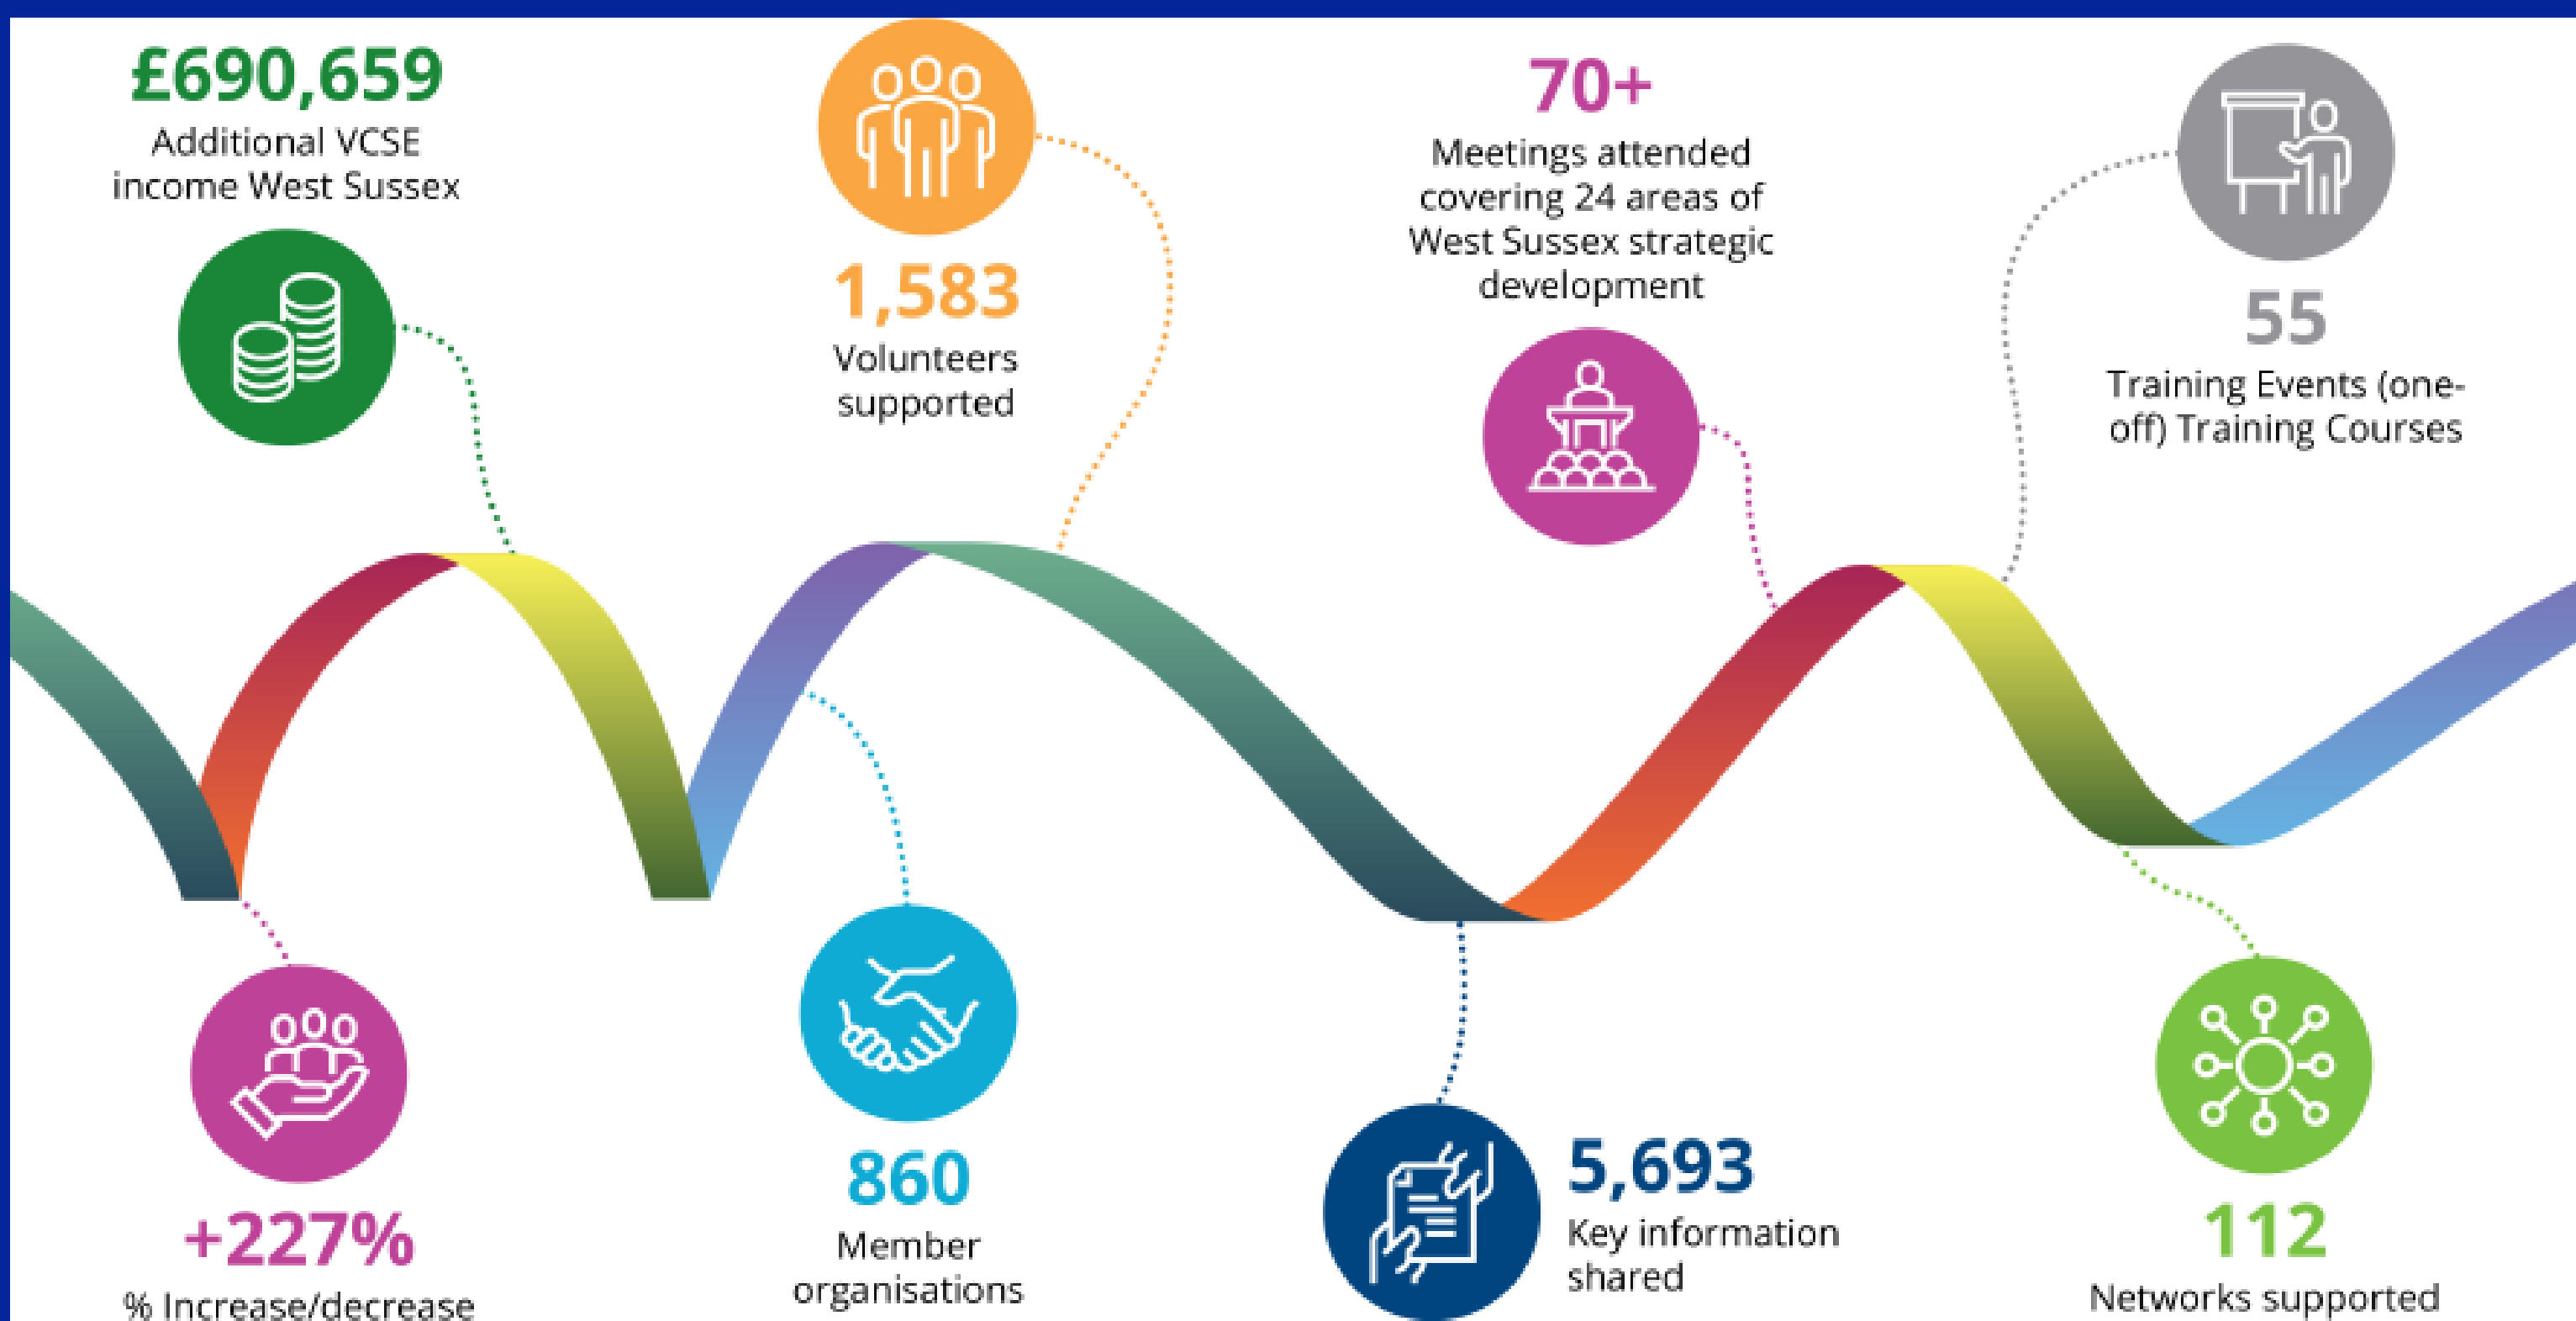 £690,659
Additional VCSE
income West Sussex
1,583
Volunteers
supported
70+
Meetings attended
covering 24 areas of
West Sussex strategic
development
55
Training Events (one-
off) Training Courses
+227%
% Increase/decrease
860
Member
organisations
5,693
Key information
shared
112
Networks supported